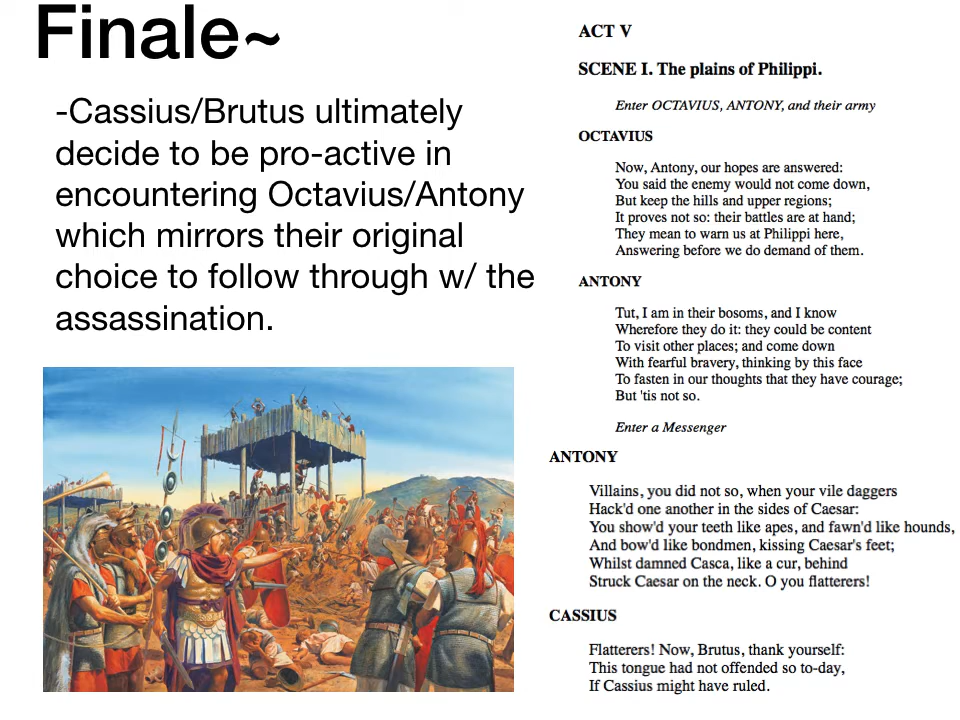 Finale~
-Cassius/Brutus ultimately
decide to be pro-active in
encountering Octavius/Antony
which mirrors their original
choice to follow through w/ the
assassination.
ACT V
SCENE I. The plains of Philippi.
Enter OCTAVIUS, ANTONY, and their army
OCTAVIUS
Now, Antony, our hopes are answered:
You said the enemy would not come down,
But keep the hills and upper regions;
It proves not so: their battles are at hand;
They mean to warn us at Philippi here,
Answering before we do demand of them.
ANTONY
Tut, I am in their bosoms, and I know
Wherefore they do it: they could be content
To visit other places; and come down
With fearful bravery, thinking by this face
To fasten in our thoughts that they have courage;
But 'tis not so.
Enter a Messenger
ANTONY
Villains, you did not so, when your vile daggers
Hack'd one another in the sides of Caesar:
You show'd your teeth like apes, and fawn'd like hounds,
And bow'd like bondmen, kissing Caesar's feet;
Whilst damned Casca, like a cur, behind
Struck Caesar on the neck. O you flatterers!
CASSIUS
Flatterers! Now, Brutus, thank yourself:
This tongue had not offended so to-day,
If Cassius might have ruled.